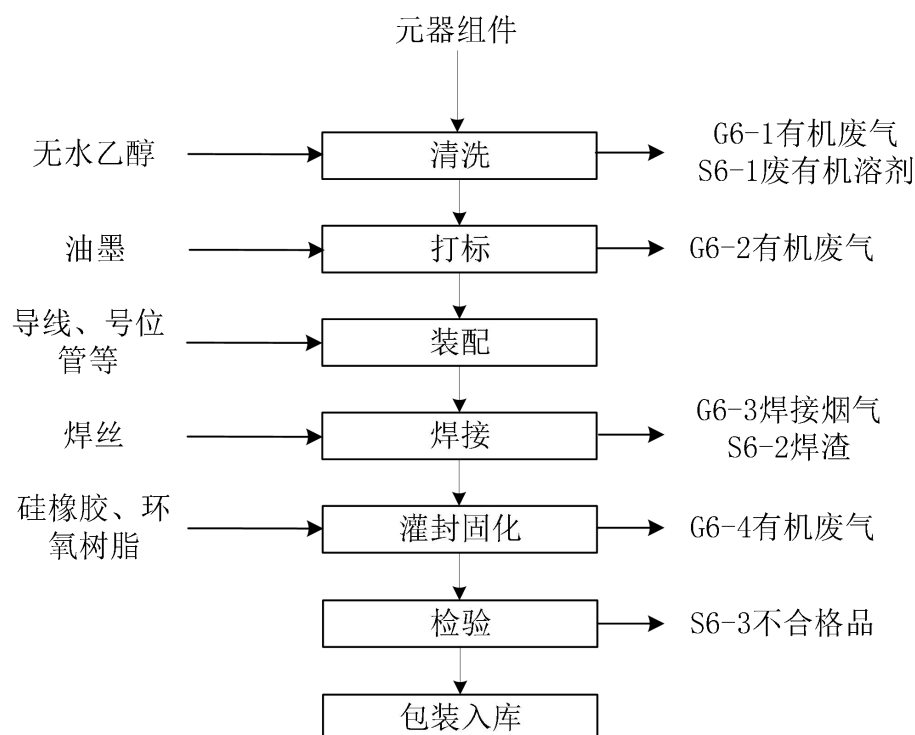 元器组件
无水乙醇
清洗
G6-1有机废气
S6-1废有机溶剂
油墨
打标
G6-2有机废气
导线、号位
管等
装配
焊丝
焊接
G6-3焊接烟气
S6-2焊渣
硅橡胶、环
氧树脂
灌封固化
G6-4有机废气
检验
S6-3不合格品
包装入库